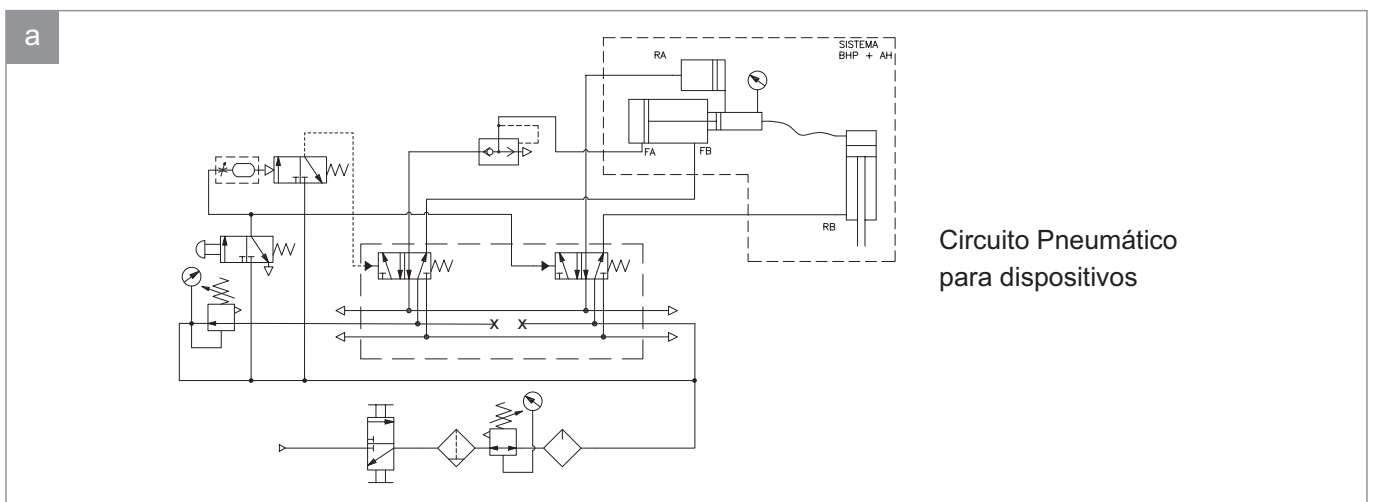 a
SISTEMA
BHP + AH
RA
FA
FB
RB
X X
Circuito Pneumático
para dispositivos